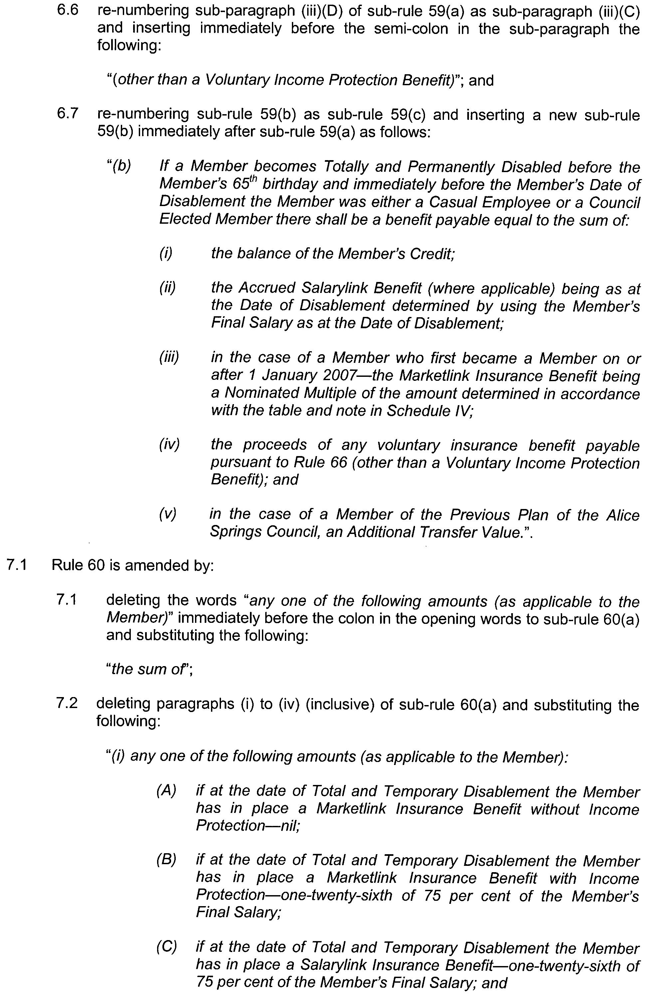 6.6 re-numbering sub-paragraph (iii)(D) of sub-rule 59(a) as sub-paragraph (iii)(C)
and inserting immediately before the semi-colon in the sub-paragraph the
following:
“(other than a Voluntary Income Protection Benefit)”; and
6.7 re-numbering sub-rule 59(b) as sub-rule 59(c) and inserting a new sub-rule
59(b) immediately after sub-rule 59(a) as follows:
“(b) If a Member becomes Totally and Permanently Disabled before the
Member’s 65th birthday and immediately before the Member’s Date of
Disablement the Member was either a Casual Employee or a Council
Elected Member there shall be a benefit payable equal to the sum of:
(i) the balance of the Member’s Credit;
(ii) the Accrued Salarylink Benefit (where applicable) being as at
the Date of Disablement determined by using the Member’s
Final Salary as at the Date of Disablement;
(iii) in the case of a Member who first became a Member on or
after 1 January 2007—the Marketlink Insurance Benefit being
a Nominated Multiple of the amount determined in accordance
with the table and note in Schedule IV;
(iv) the proceeds of any voluntary insurance benefit payable
pursuant to Rule 66 (other than a Voluntary Income Protection
Benefit); and
(v) in the case of a Member of the Previous Plan of the Alice
Springs Council, an Additional Transfer Value.”.
7.1 Rule 60 is amended by:
7.1 deleting the words “any one of the following amounts (as applicable to the
Member)” immediately before the colon in the opening words to sub-rule 60(a)
and substituting the following:
“the sum of”;
7.2 deleting paragraphs (i) to (iv) (inclusive) of sub-rule 60(a) and substituting the
following:
“(i) any one of the following amounts (as applicable to the Member):
(A) if at the date of Total and Temporary Disablement the Member
has in place a Marketlink Insurance Benefit without Income
Protection—nil;
(B) if at the date of Total and Temporary Disablement the Member
has in place a Marketlink Insurance Benefit with Income
Protection—one-twenty-sixth of 75 per cent of the Member’s
Final Salary;
(C) if at the date of Total and Temporary Disablement the Member
has in place a Salarylink Insurance Benefit—one-twenty-sixth of
75 per cent of the Member’s Final Salary; and